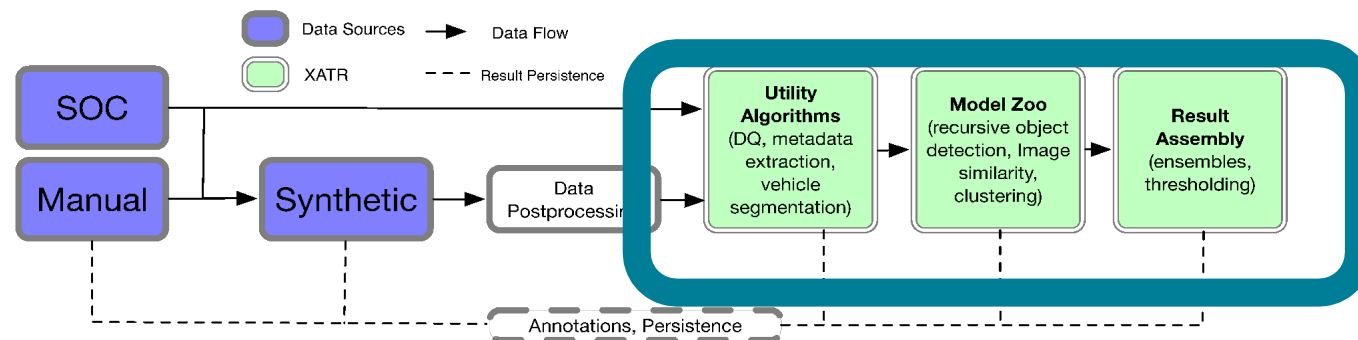 Data Sources
Data Flow
XATR
Result Persistence
SOC
Manual
Synthetic
Data
Postprocessing
Utility
Algorithms
(DQ, metadata
extraction,
vehicle
segmentation)
Model Zoo
(recursive object
detection, Image
similarity,
clustering)
Result
Assembly
(ensembles,
thresholding)
Annotations, Persistence